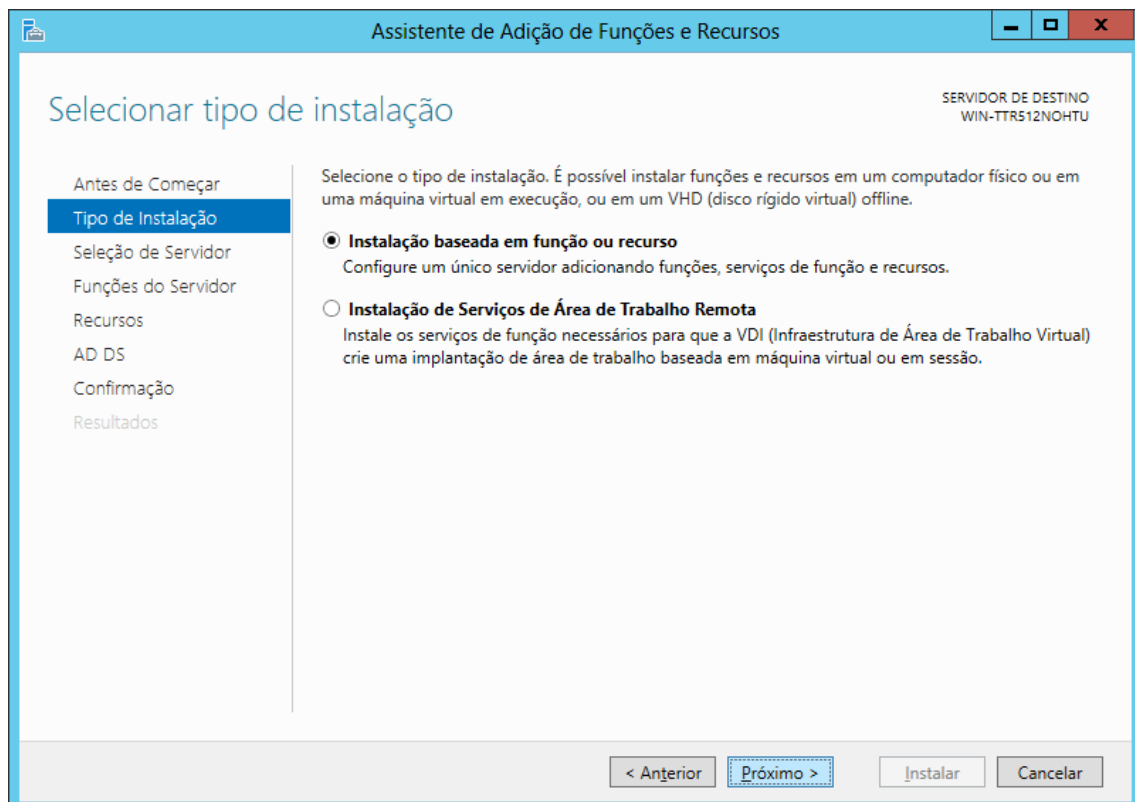 Assistente de Adição de Funções e Recursos
Selecionar tipo de instalação
SERVIDOR DE DESTINO
WIN-TTR512NOHTU
Antes de Começar
Tipo de Instalação
Seleção de Servidor
Funções do Servidor
Recursos
AD DS
Confirmação
Resultados
Selecione o tipo de instalação. É possível instalar funções e recursos em um computador físico ou em
uma máquina virtual em execução, ou em um VHD (disco rígido virtual) offline.
Instalação baseada em função ou recurso
Configure um único servidor adicionando funções, serviços de função e recursos.
Instalação de Serviços de Área de Trabalho Remota
Instale os serviços de função necessários para que a VDI (Infraestrutura de Área de Trabalho Virtual)
crie uma implantação de área de trabalho baseada em máquina virtual ou em sessão.
< Anterior
Próximo >
Instalar
Cancelar